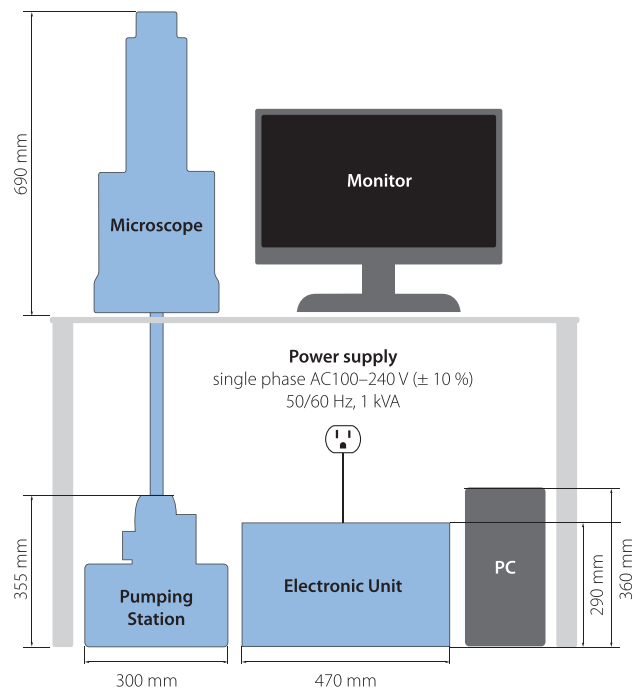 690 mm
Microscope
Monitor
Power supply
single phase AC100–240 V (± 10 %)
50/60 Hz, 1 kVA
355 mm
Pumping
Station
Electronic Unit
PC
290 mm
360 mm
300 mm
470 mm